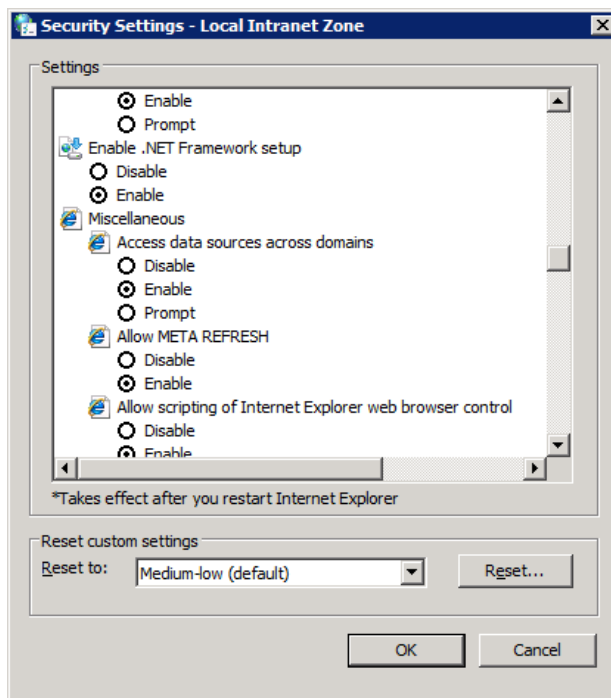 Security Settings - Local Intranet Zone
Settings
Enable
Prompt
Enable .NET Framework setup
Disable
Enable
Miscellaneous
Access data sources across domains
Disable
Enable
Prompt
Allow META REFRESH
Disable
Enable
Allow scripting of Internet Explorer web browser control
Disable
Enable
*Takes effect after you restart Internet Explorer
Reset custom settings
Reset to: Medium-low (default) Reset...
OK Cancel